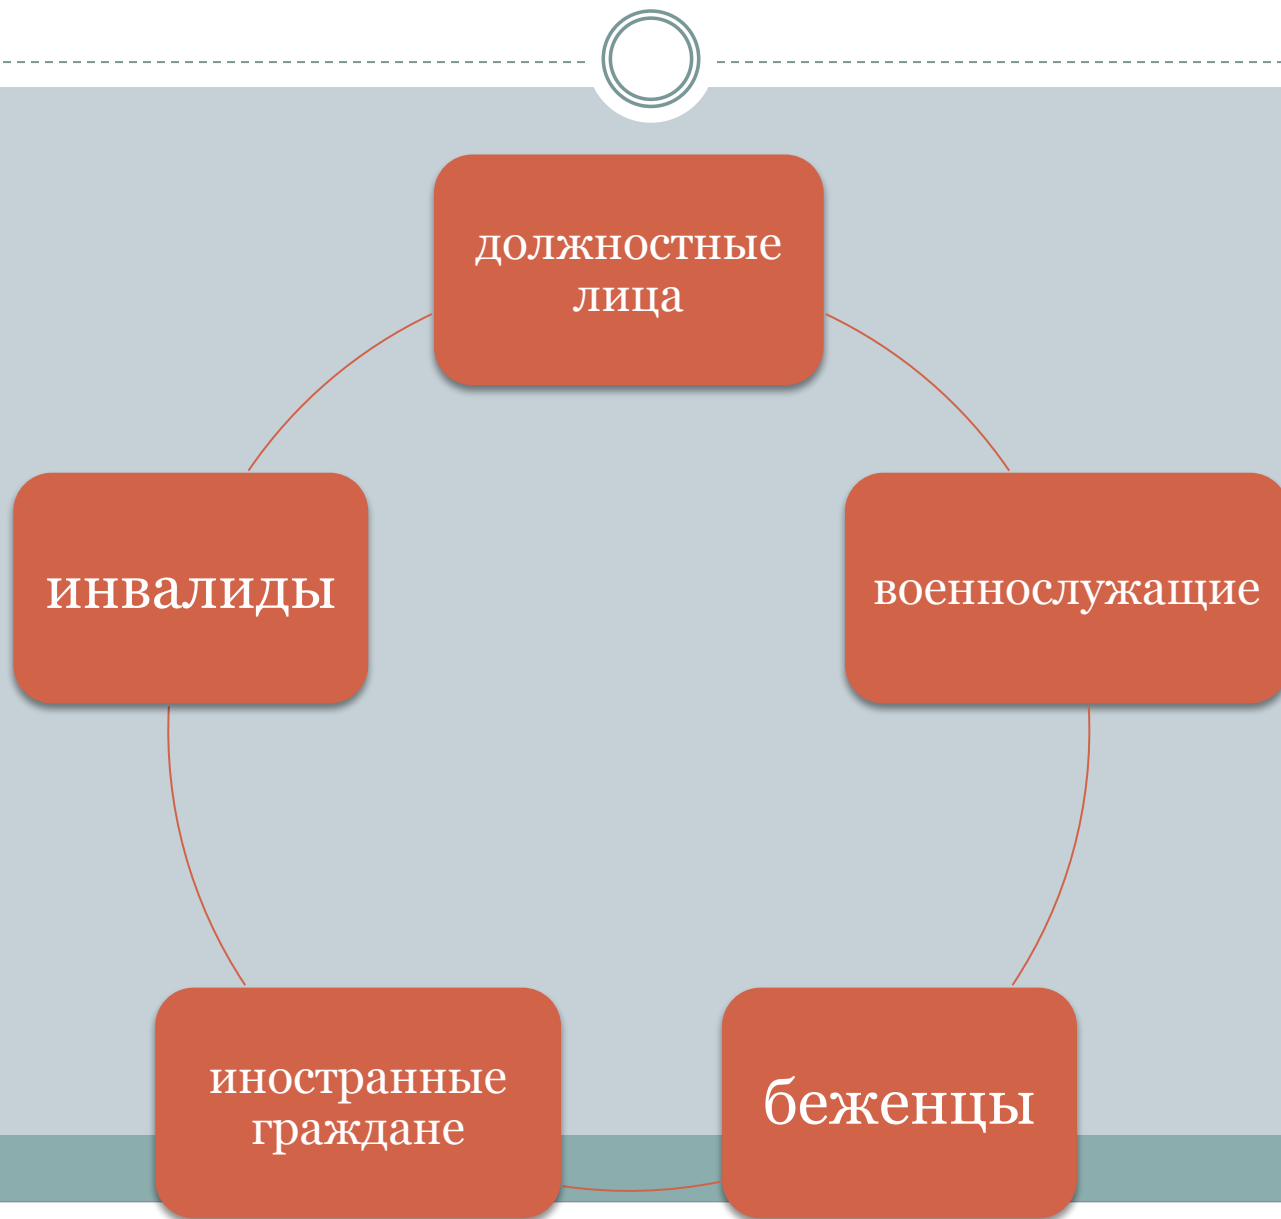 должностные
лица
инвалиды
военнослужащие
иностранные
граждане
беженцы